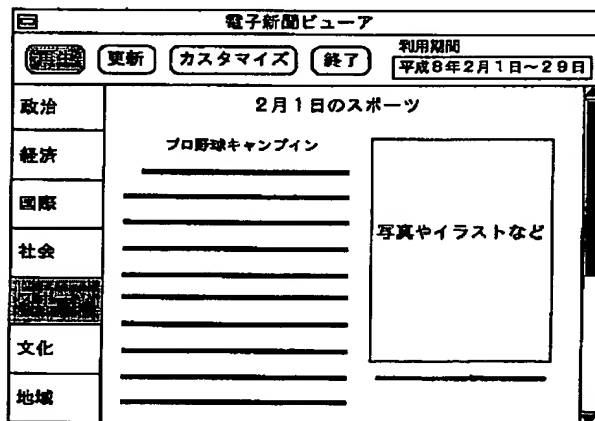 電子新聞ビューア
更新 カスタマイズ 終了
利用期間
平成8年2月1日～29日
政治
経済
国際
社会
文化
地域
2月1日のスポーツ
プロ野球キャンプイン
写真やイラストなど